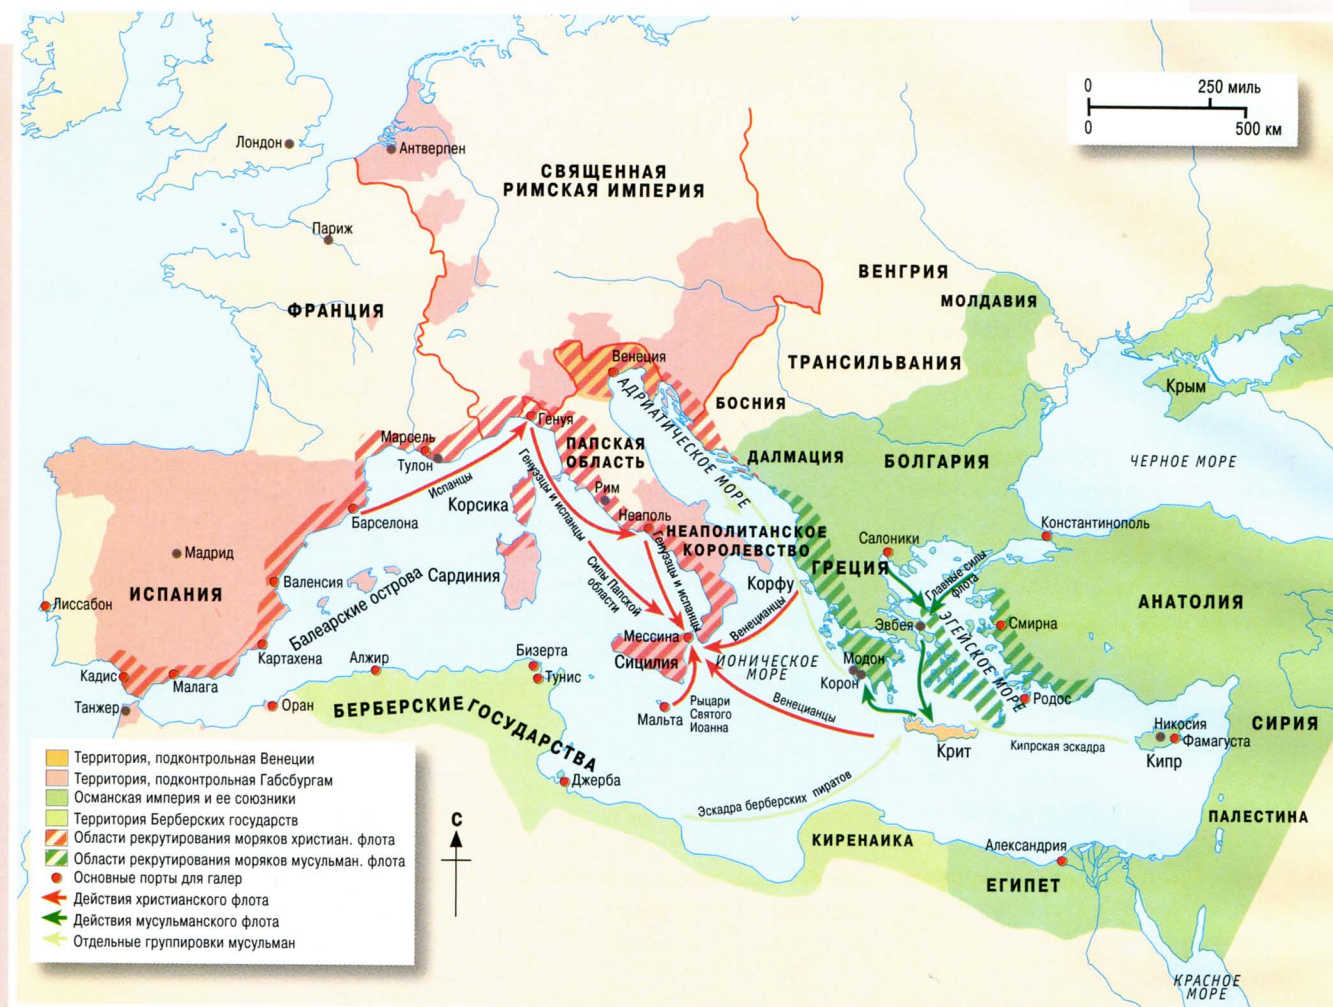 0 250 миль
0 500 км
Лондон
Антверпен
СВЯЩЕННАЯ
РИМСКАЯ ИМПЕРИЯ
Париж
ФРАНЦИЯ
ВЕНГРИЯ
МОЛДАВИЯ
ТРАНСИЛЬВАНИЯ
Крым
Венеция
БОСНИЯ
АДРИАТИЧЕСКОЕ МОРЕ
Генуя
Марсель
Тулон
ПАПСКАЯ
ОБЛАСТЬ
ДАЛМАЦИЯ
БОЛГАРИЯ
ЧЕРНОЕ МОРЕ
Испанцы
Генуэзцы и испанцы
Корсика
Рим
Неаполь
Барселона
НЕАПОЛИТАНСКОЕ
КОРОЛЕВСТВО
Константинополь
Салоники
Мадрид
ИСПАНИЯ
Валенсия
Балеарские острова
Сардиния
Силы Папской
области
Генуэзцы и испанцы
Корфу
ГРЕЦИЯ
Главные силы
флота
АНАТОЛИЯ
Лиссабон
Венецианцы
Эвбея
ЭГЕЙСКОЕ МОРЕ
Смирна
Мессина
Сицилия
Картахена
Алжир
Бизерта
Тунис
ИОНИЧЕСКОЕ
МОРЕ
Модон
Корон
Кадис
Малага
Танжер
Оран
БЕРБЕРСКИЕ ГОСУДАРСТВА
Мальта
Рыцари
Святого
Иоанна
Венецианцы
Родос
Крит
Кипрская эскадра
Никосия
Фамагуста
Кипр
СИРИЯ
Джерба
Эскадра берберских пиратов
КИРЕНАИКА
Александрия
ЕГИПЕТ
ПАЛЕСТИНА
КРАСНОЕ
МОРЕ
С
Территория, подконтрольная Венеции
Территория, подконтрольная Габсбургам
Османская империя и ее союзники
Территория Берберских государств
Области рекрутирования моряков христиан. флота
Области рекрутирования моряков мусульман. флота
Основные порты для галер
Действия христианского флота
Действия мусульманского флота
Отдельные группировки мусульман